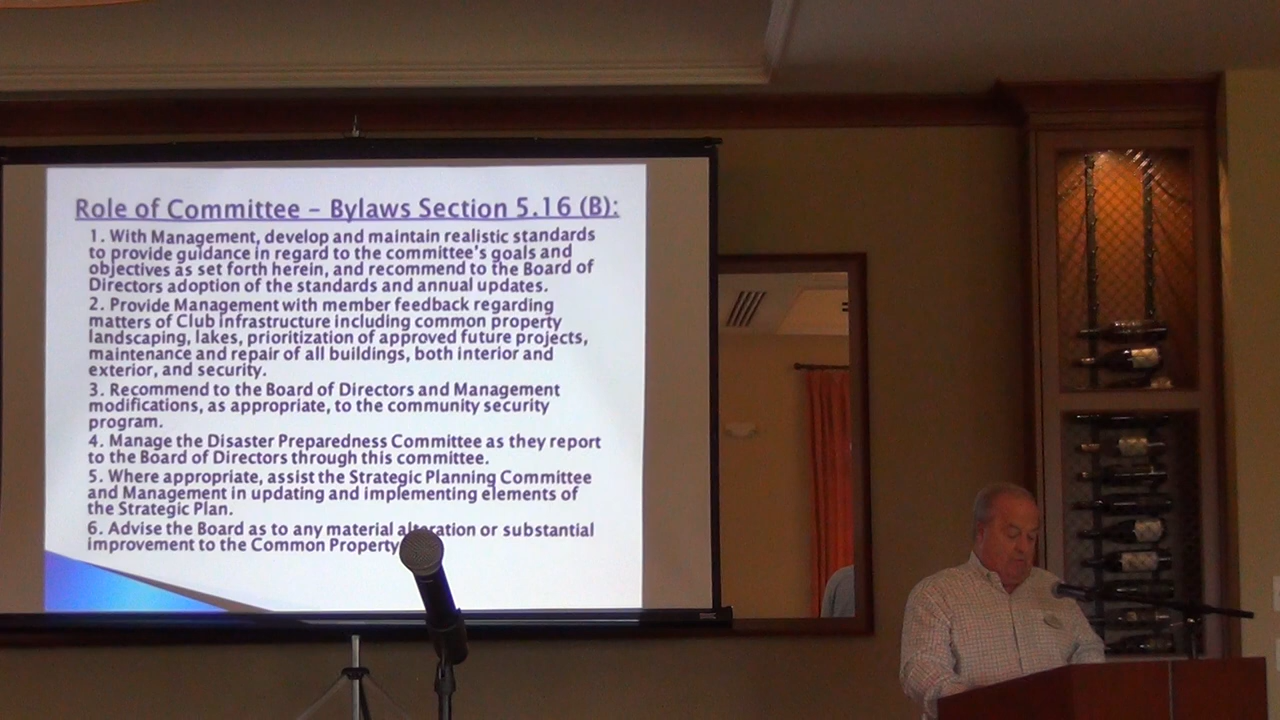 Role of Committee – Bylaws Section 5.16 (B):
1. With Management, develop and maintain realistic standards
to provide guidance in regard to the committee's goals and
objectives as set forth herein, and recommend to the Board of
Directors adoption of the standards and annual updates.
2. Provide Management with member feedback regarding
matters of Club infrastructure including common property
landscaping, lakes, prioritization of approved future projects,
maintenance and repair of all buildings, both interior and
exterior, and security.
3. Recommend to the Board of Directors and Management
modifications, as appropriate, to the community security
program.
4. Manage the Disaster Preparedness Committee as they report
to the Board of Directors through this committee.
5. Where appropriate, assist the Strategic Planning Committee
and Management in updating and implementing elements of
the Strategic Plan.
6. Advise the Board as to any material alteration or substantial
improvement to the Common Property